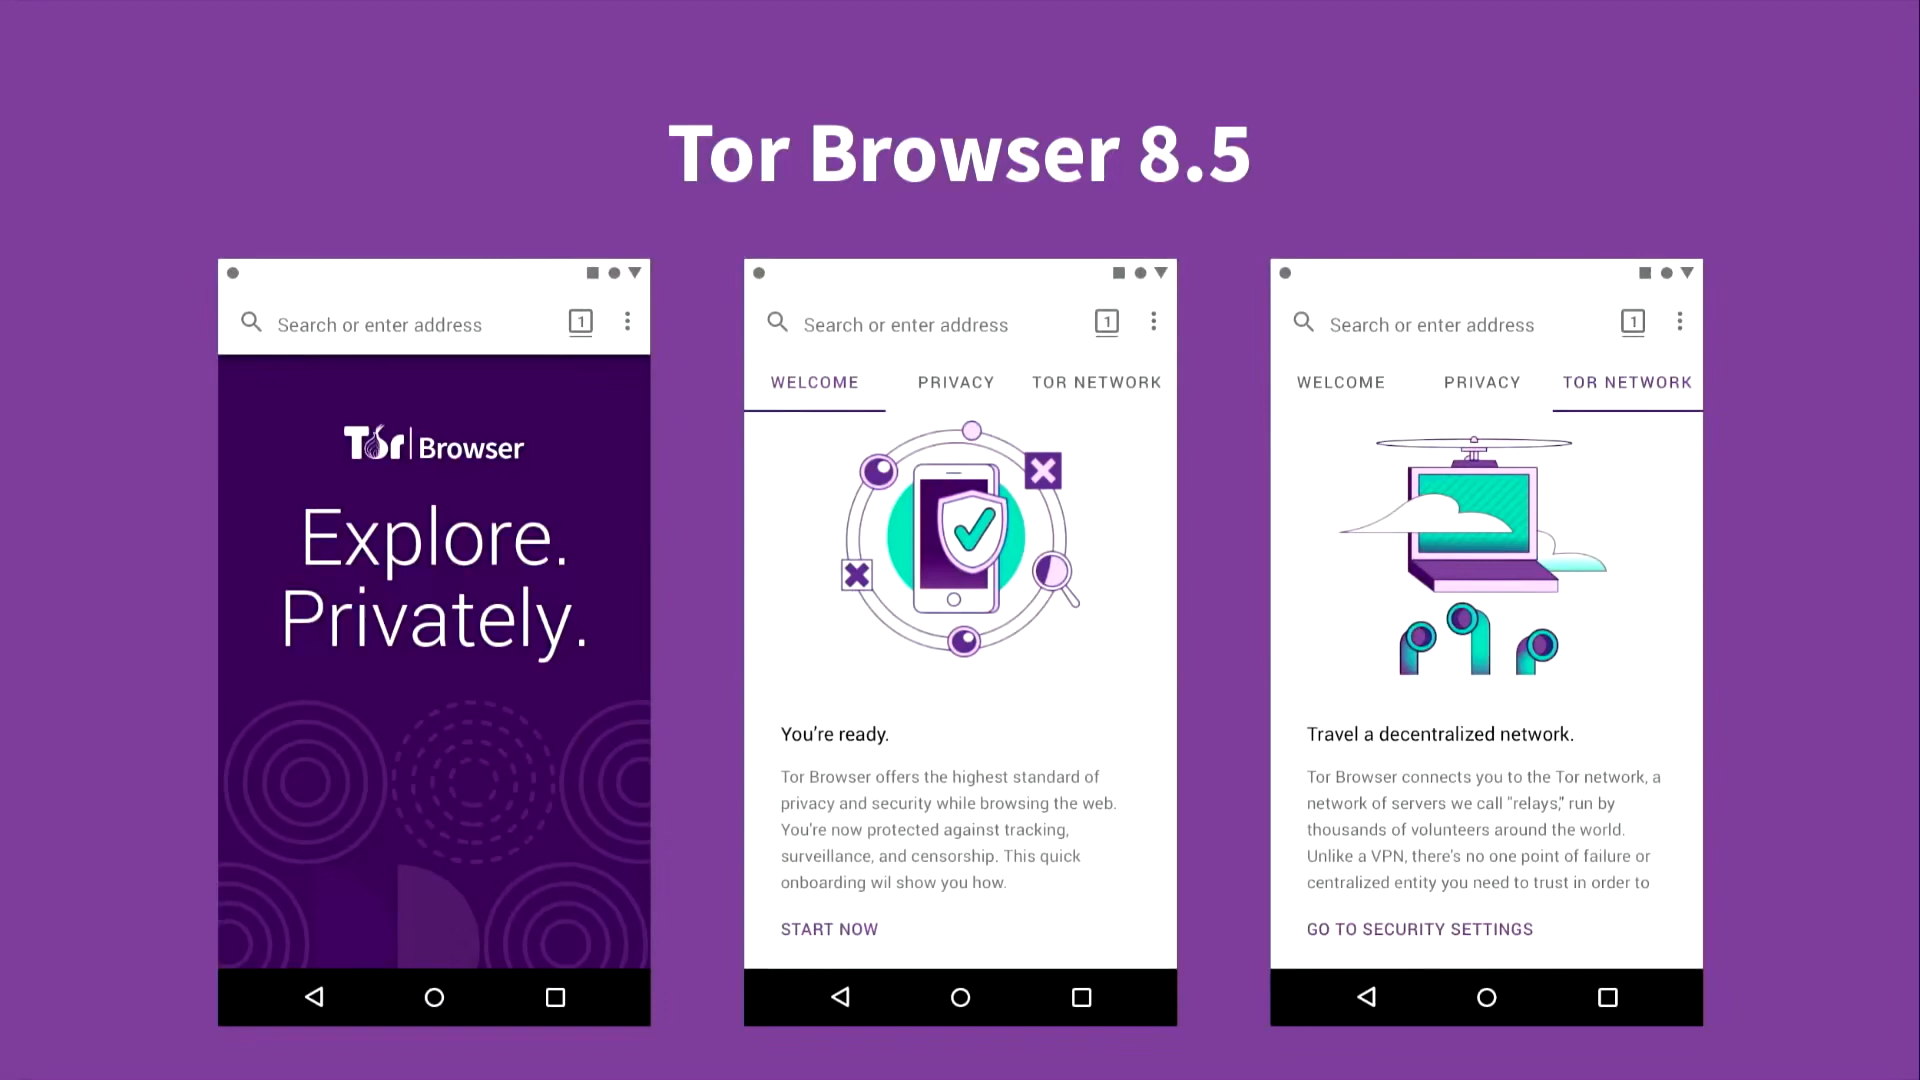 Tor Browser 8.5
Search or enter address
1
Tor Browser
Explore.
Privately.
Search or enter address
1
WELCOME
PRIVACY
TOR NETWORK
You're ready.
Tor Browser offers the highest standard of
privacy and security while browsing the web.
You're now protected against tracking,
surveillance, and censorship. This quick
onboarding wil show you how.
START NOW
Search or enter address
1
WELCOME
PRIVACY
TOR NETWORK
Travel a decentralized network.
Tor Browser connects you to the Tor network, a
network of servers we call "relays," run by
thousands of volunteers around the world.
Unlike a VPN, there's no one point of failure or
centralized entity you need to trust in order to
GO TO SECURITY SETTINGS